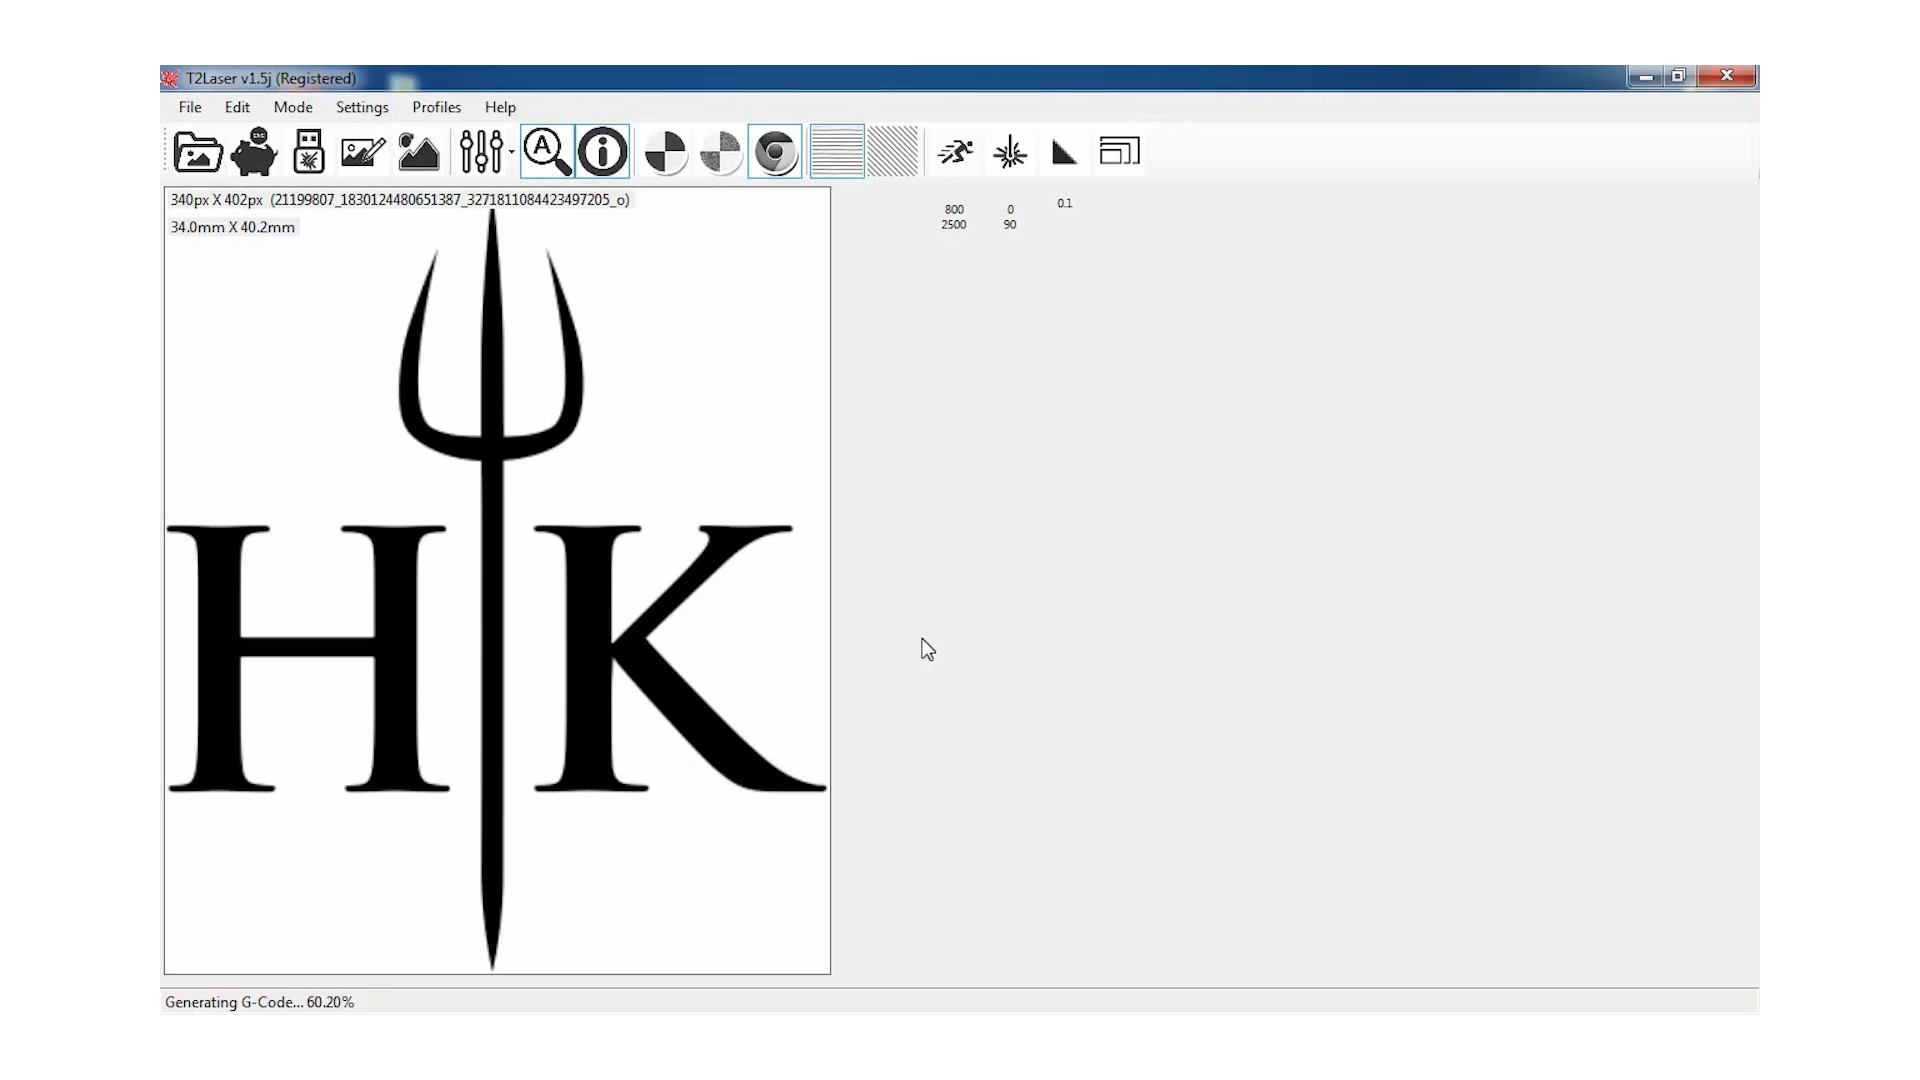 T2Laser v1.5j (Registered)
File Edit Mode Settings Profiles Help
340px X 402px (21199807_1830124480651387_3271811084423497205_o)
34.0mm X 40.2mm
800 0 0.1
2500 90
H K
Generating G-Code... 60.20%